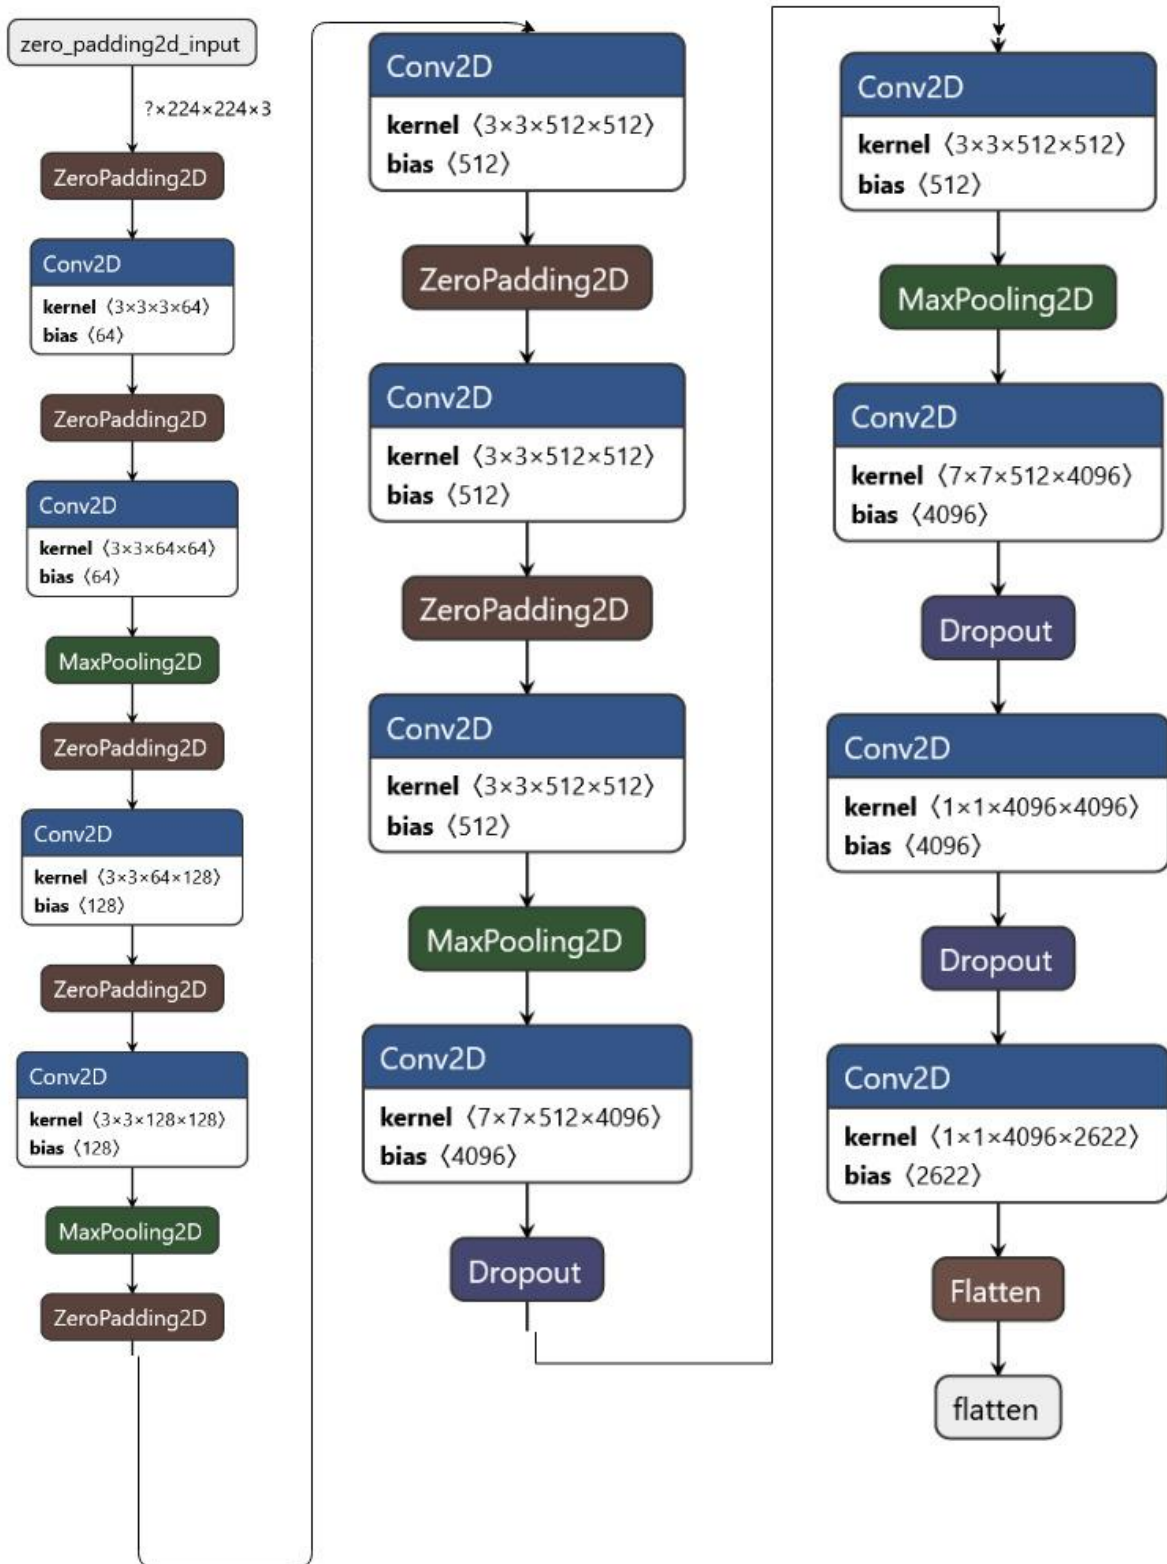 zero_padding2d_input
?×224×224×3
ZeroPadding2D
Conv2D
kernel 〈3×3×3×64〉
bias 〈64〉
ZeroPadding2D
Conv2D
kernel 〈3×3×64×64〉
bias 〈64〉
MaxPooling2D
ZeroPadding2D
Conv2D
kernel 〈3×3×64×128〉
bias 〈128〉
ZeroPadding2D
Conv2D
kernel 〈3×3×128×128〉
bias 〈128〉
MaxPooling2D
ZeroPadding2D
Conv2D
kernel 〈3×3×512×512〉
bias 〈512〉
ZeroPadding2D
Conv2D
kernel 〈3×3×512×512〉
bias 〈512〉
ZeroPadding2D
Conv2D
kernel 〈3×3×512×512〉
bias 〈512〉
MaxPooling2D
Conv2D
kernel 〈7×7×512×4096〉
bias 〈4096〉
Dropout
Conv2D
kernel 〈3×3×512×512〉
bias 〈512〉
MaxPooling2D
Conv2D
kernel 〈7×7×512×4096〉
bias 〈4096〉
Dropout
Conv2D
kernel 〈1×1×4096×4096〉
bias 〈4096〉
Dropout
Conv2D
kernel 〈1×1×4096×2622〉
bias 〈2622〉
Flatten
flatten